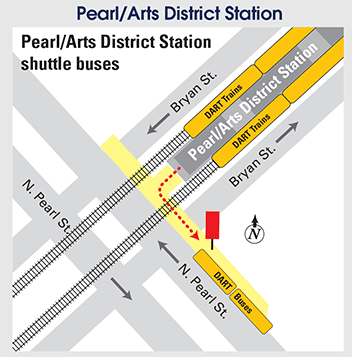 Pearl/Arts District Station
Pearl/Arts District Station
shuttle buses
Bryan St.
DART Trains
Pearl/Arts District Station
DART Trains
Bryan St.
N. Pearl St.
N
N. Pearl St.
DART Buses